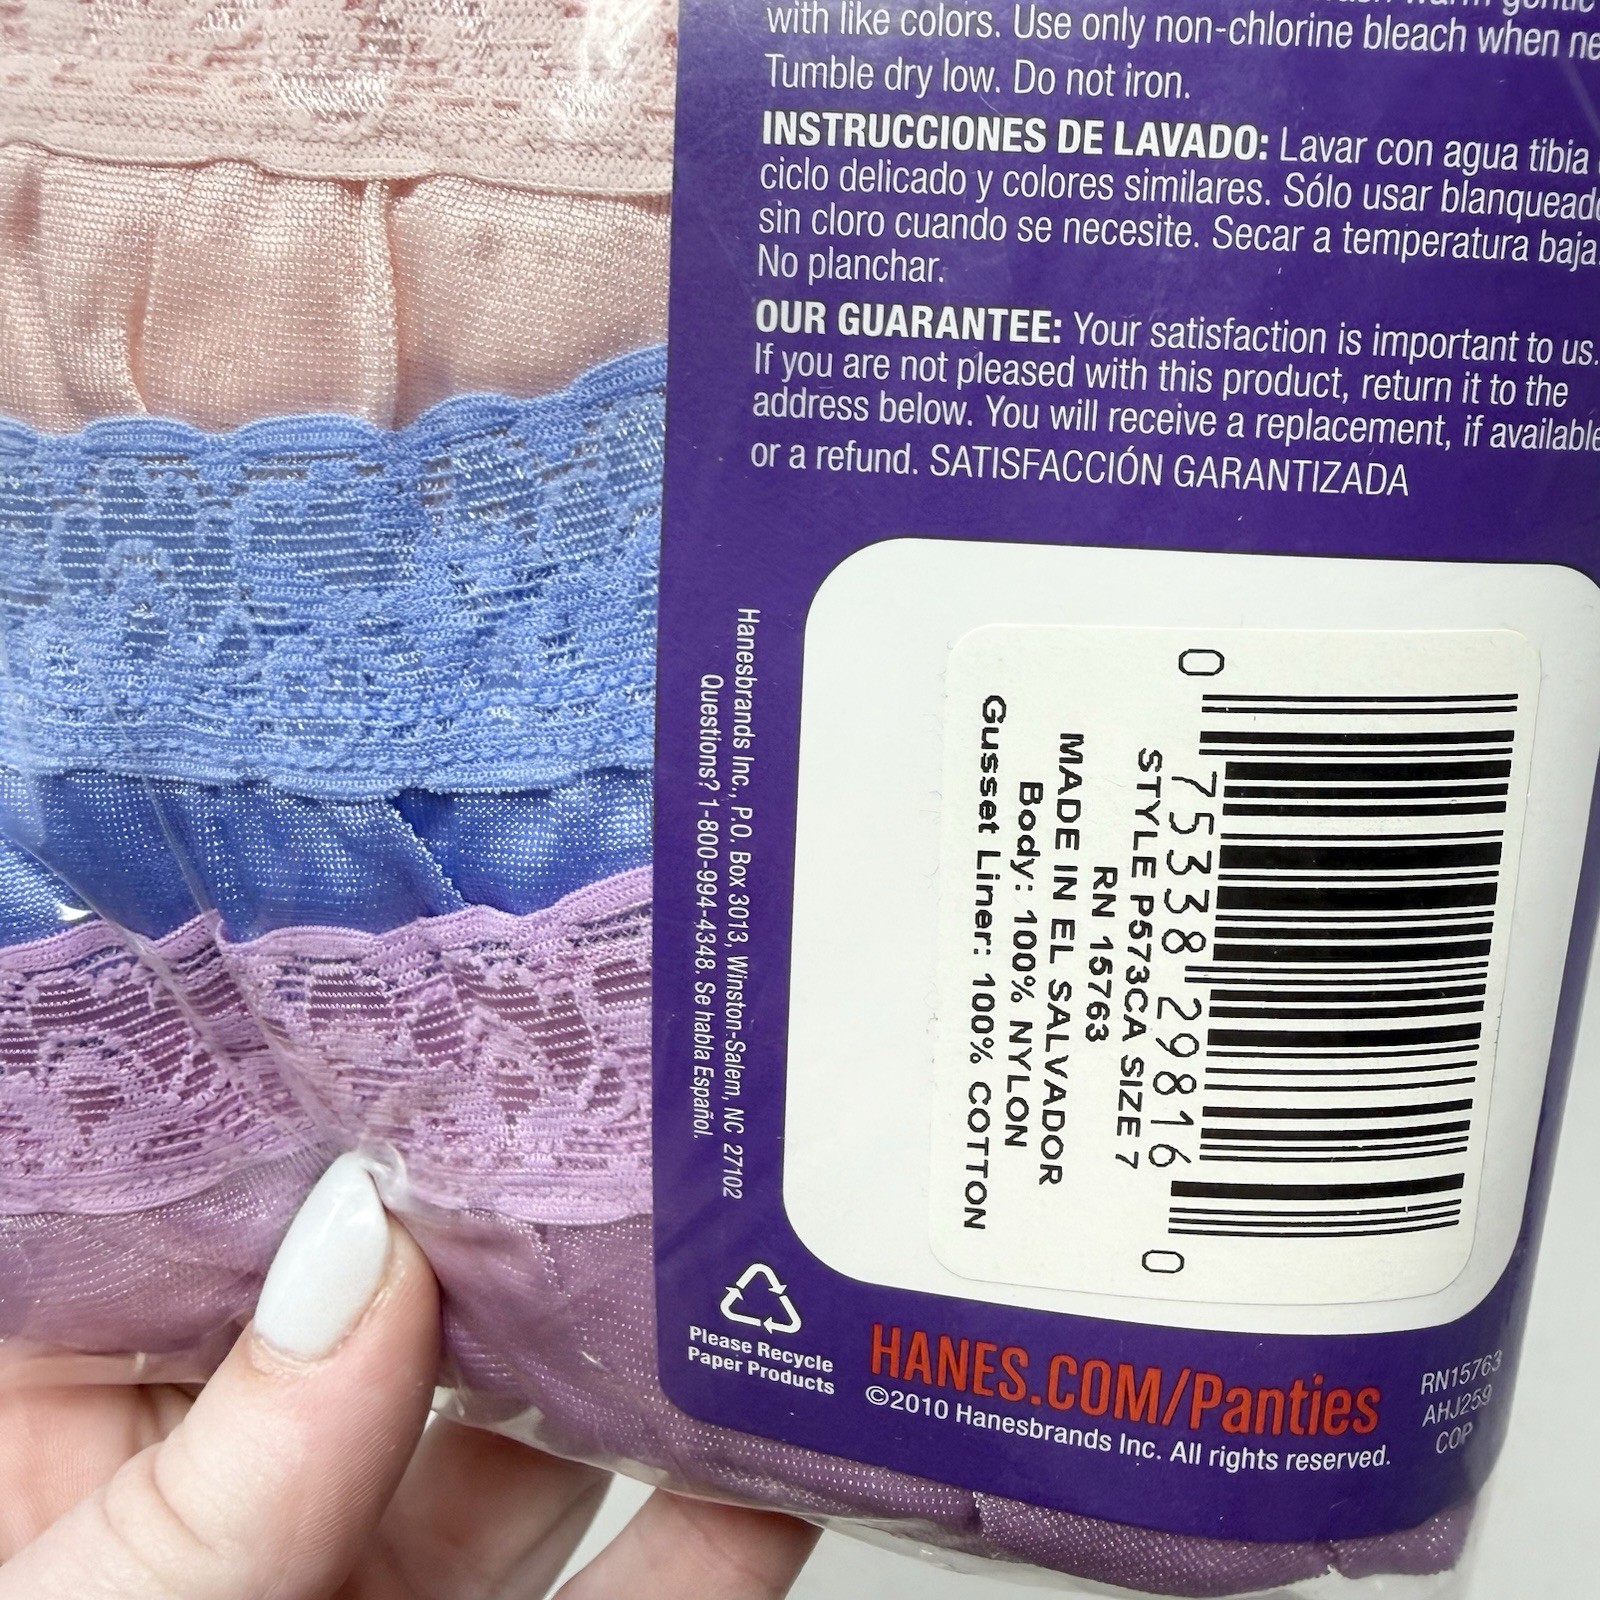 with like colors. Use only non-chlorine bleach when
Tumble dry low. Do not iron.
INSTRUCCIONES DE LAVADO: Lavar con agua tibia
ciclo delicado y colores similares. Sólo usar
sin cloro cuando se necesite. Secar a temperatura baja.
No planchar.
OUR GUARANTEE: Your satisfaction is important to us.
If you are not pleased with this product, return it to the
address below. You will receive a replacement, if available
or a refund. SATISFACCIÓN GARANTIZADA
Hanesbrands Inc., P.O. Box 3013, Winston-Salem, NC 27102
Questions? 1-800-994-4348. Se habla Español.
0 75338 29816 0
STYLE P573CA SIZE 7
RN 15763
MADE IN EL SALVADOR
Body: 100% NYLON
Gusset Liner: 100% COTTON
Please Recycle
Paper Products
HANES.COM/Panties
©2010 Hanesbrands Inc. All rights reserved.
RN15763
AHJ259
COP